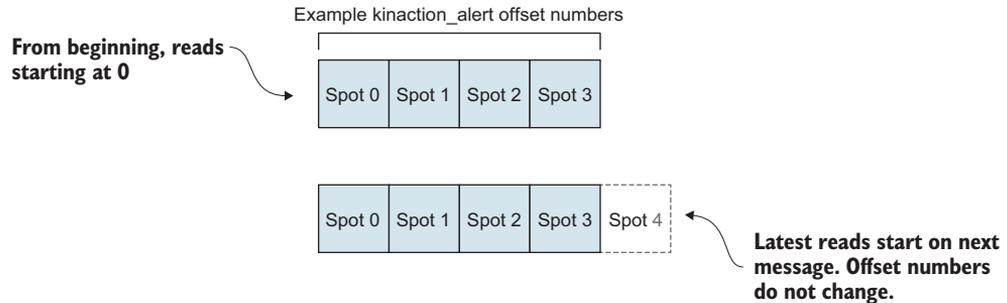 Example kinaction_alert offset numbers
From beginning, reads
starting at 0
Spot 0 Spot 1 Spot 2 Spot 3
Spot 0 Spot 1 Spot 2 Spot 3 Spot 4
Latest reads start on next
message. Offset numbers
do not change.